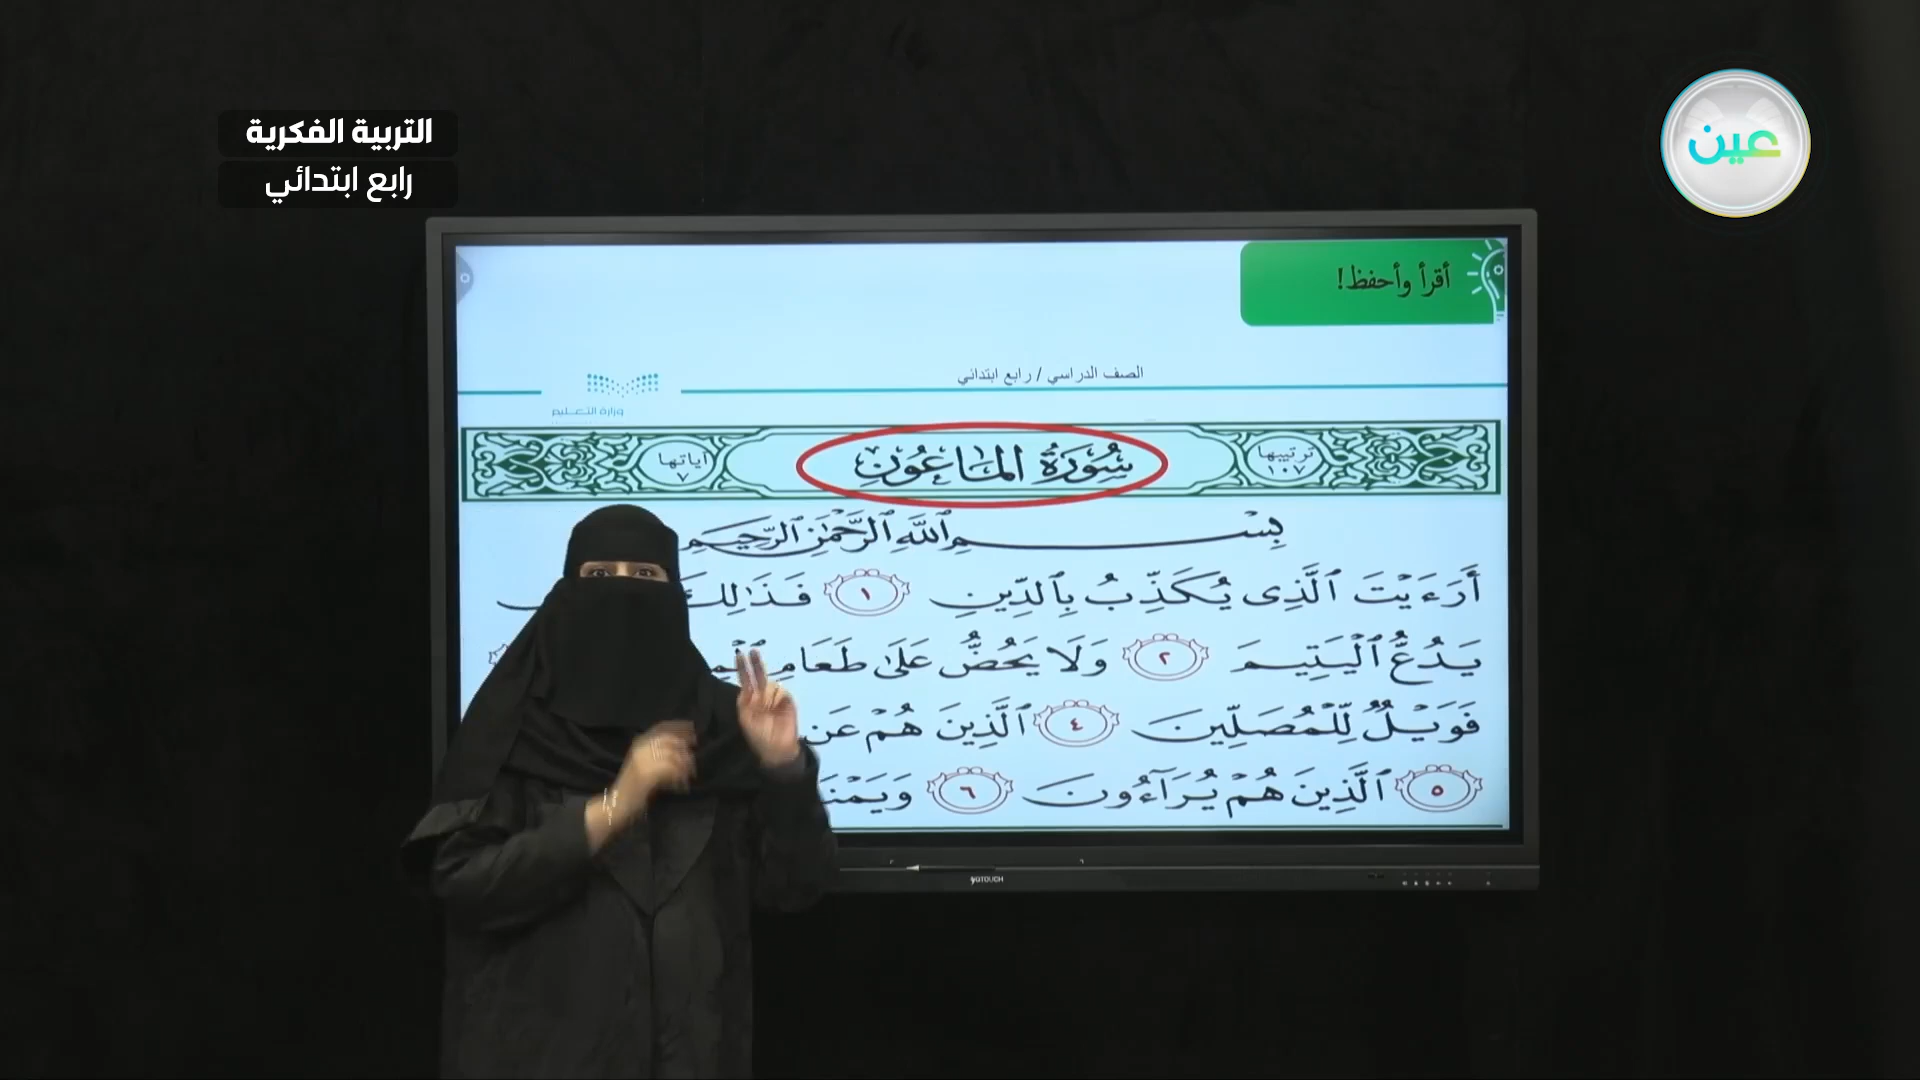 التربية الفكرية
رابع ابتدائي
عين
أقرأ وأحفظ!
الصف الدراسي / رابع ابتدائي
وزارة التعليم
ترتيبها ١٠٧
سُورَةُ المَاعُونِ
آياتها ٧
بِسْمِ ٱللَّهِ ٱلرَّحْمَٰنِ ٱلرَّحِيمِ
أَرَءَيْتَ ٱلَّذِى يُكَذِّبُ بِٱلدِّينِ ١ فَذَٰلِكَ
يَدُعُّ ٱلْيَتِيمَ ٢ وَلَا يَحُضُّ عَلَىٰ طَعَامِ
فَوَيْلٌ لِّلْمُصَلِّينَ ٤ ٱلَّذِينَ هُمْ عَن
٥ ٱلَّذِينَ هُمْ يُرَآءُونَ ٦
TOUCH